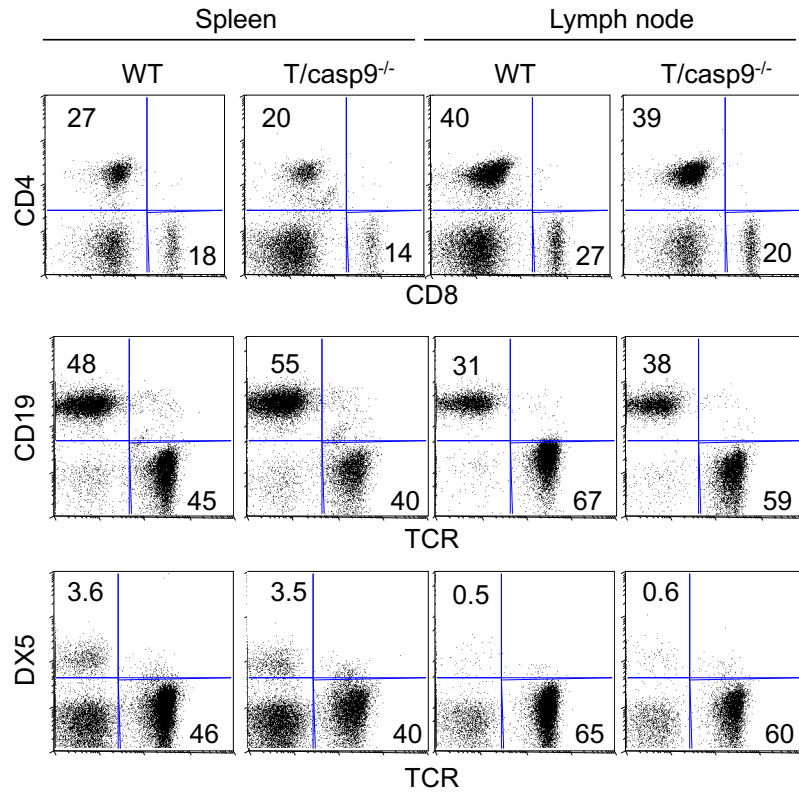 Spleen Lymph node
WT T/casp9-/- WT T/casp9-/-
27 20 40 39
CD4
18 14 27 20
CD8
48 55 31 38
CD19
45 40 67 59
TCR
3.6 3.5 0.5 0.6
DX5
46 40 65 60
TCR